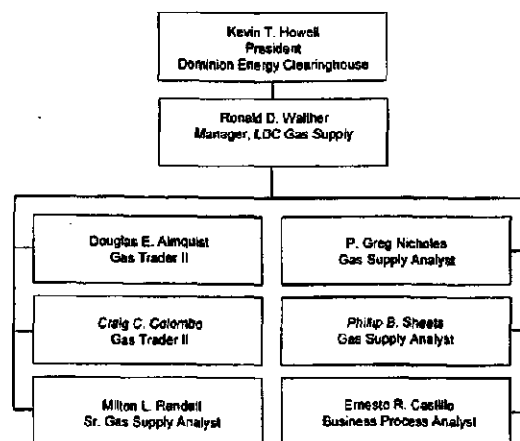 Kevin T. Howell
President
Dominion Energy Clearinghouse
Ronald D. Walther
Manager, LDC Gas Supply
Douglas E. Almquist
Gas Trader II
P. Greg Nicholes
Gas Supply Analyst
Craig C. Colombo
Gas Trader II
Phillip B. Sheets
Gas Supply Analyst
Milton L. Randall
Sr. Gas Supply Analyst
Ernesto R. Castillo
Business Process Analyst